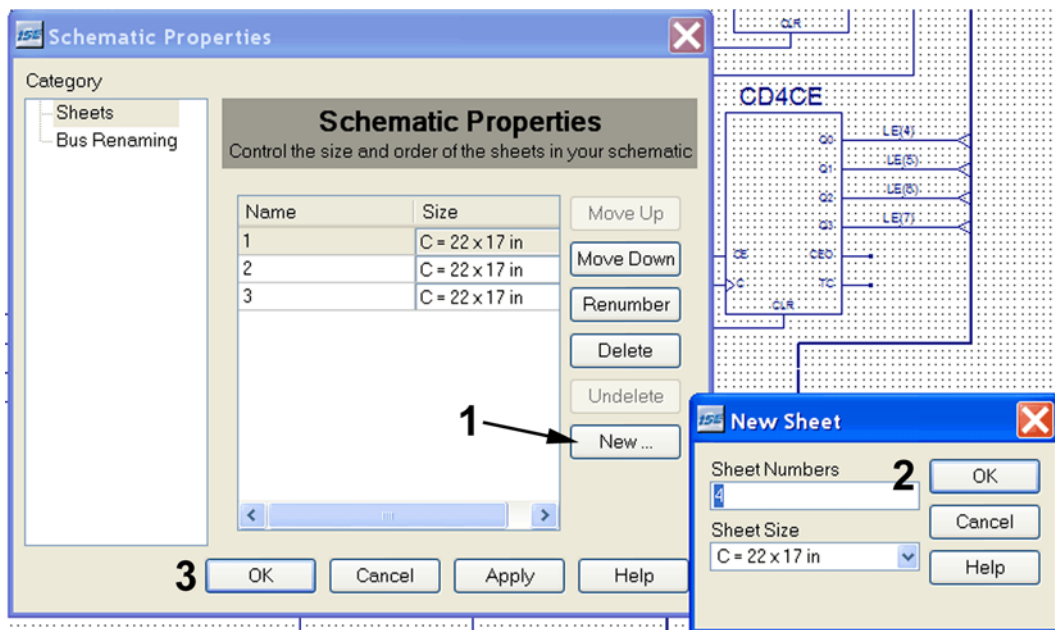 ISE Schematic Properties
Category
Sheets
Bus Renaming
Schematic Properties
Control the size and order of the sheets in your schematic
Name Size
1 C = 22 x 17 in
2 C = 22 x 17 in
3 C = 22 x 17 in
Move Up
Move Down
Renumber
Delete
Undelete
1
New ...
3
OK Cancel Apply Help
CLR
CD4CE
Q0 LE(4)
Q1 LE(5)
Q2 LE(6)
Q3 LE(7)
CE CEO
C TC
CLR
ISE New Sheet
Sheet Numbers
4
2
OK
Sheet Size
Cancel
C = 22 x 17 in
Help